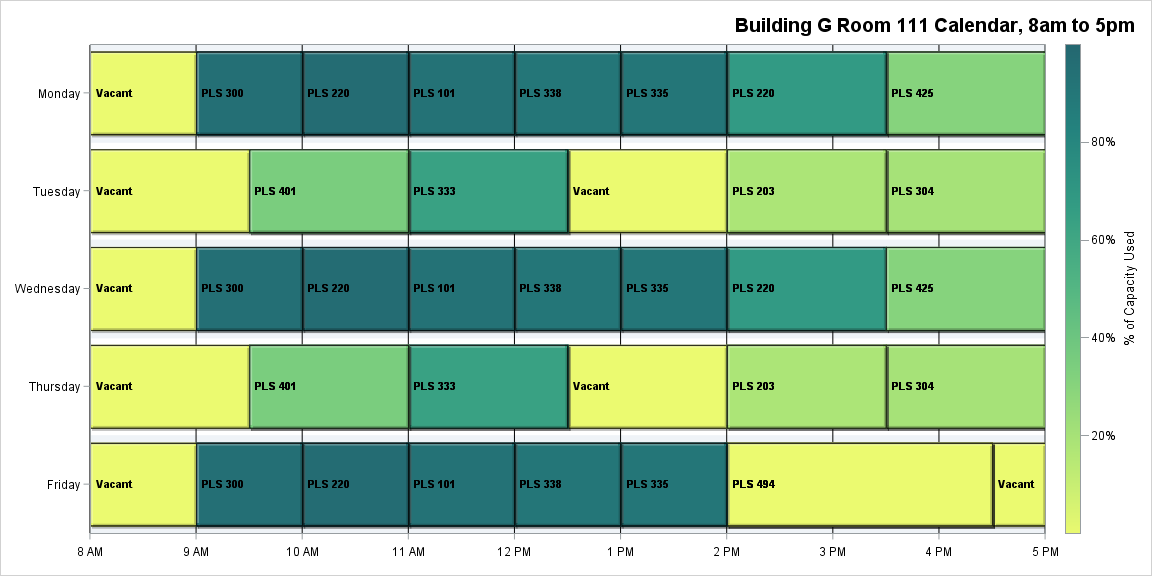 Building G Room 111 Calendar, 8am to 5pm
Monday
Vacant
PLS 300
PLS 220
PLS 101
PLS 338
PLS 335
PLS 220
PLS 425
Tuesday
Vacant
PLS 401
PLS 333
Vacant
PLS 203
PLS 304
Wednesday
Vacant
PLS 300
PLS 220
PLS 101
PLS 338
PLS 335
PLS 220
PLS 425
Thursday
Vacant
PLS 401
PLS 333
Vacant
PLS 203
PLS 304
Friday
Vacant
PLS 300
PLS 220
PLS 101
PLS 338
PLS 335
PLS 494
Vacant
8 AM
9 AM
10 AM
11 AM
12 PM
1 PM
2 PM
3 PM
4 PM
5 PM
80%
60%
40%
20%
% of Capacity Used